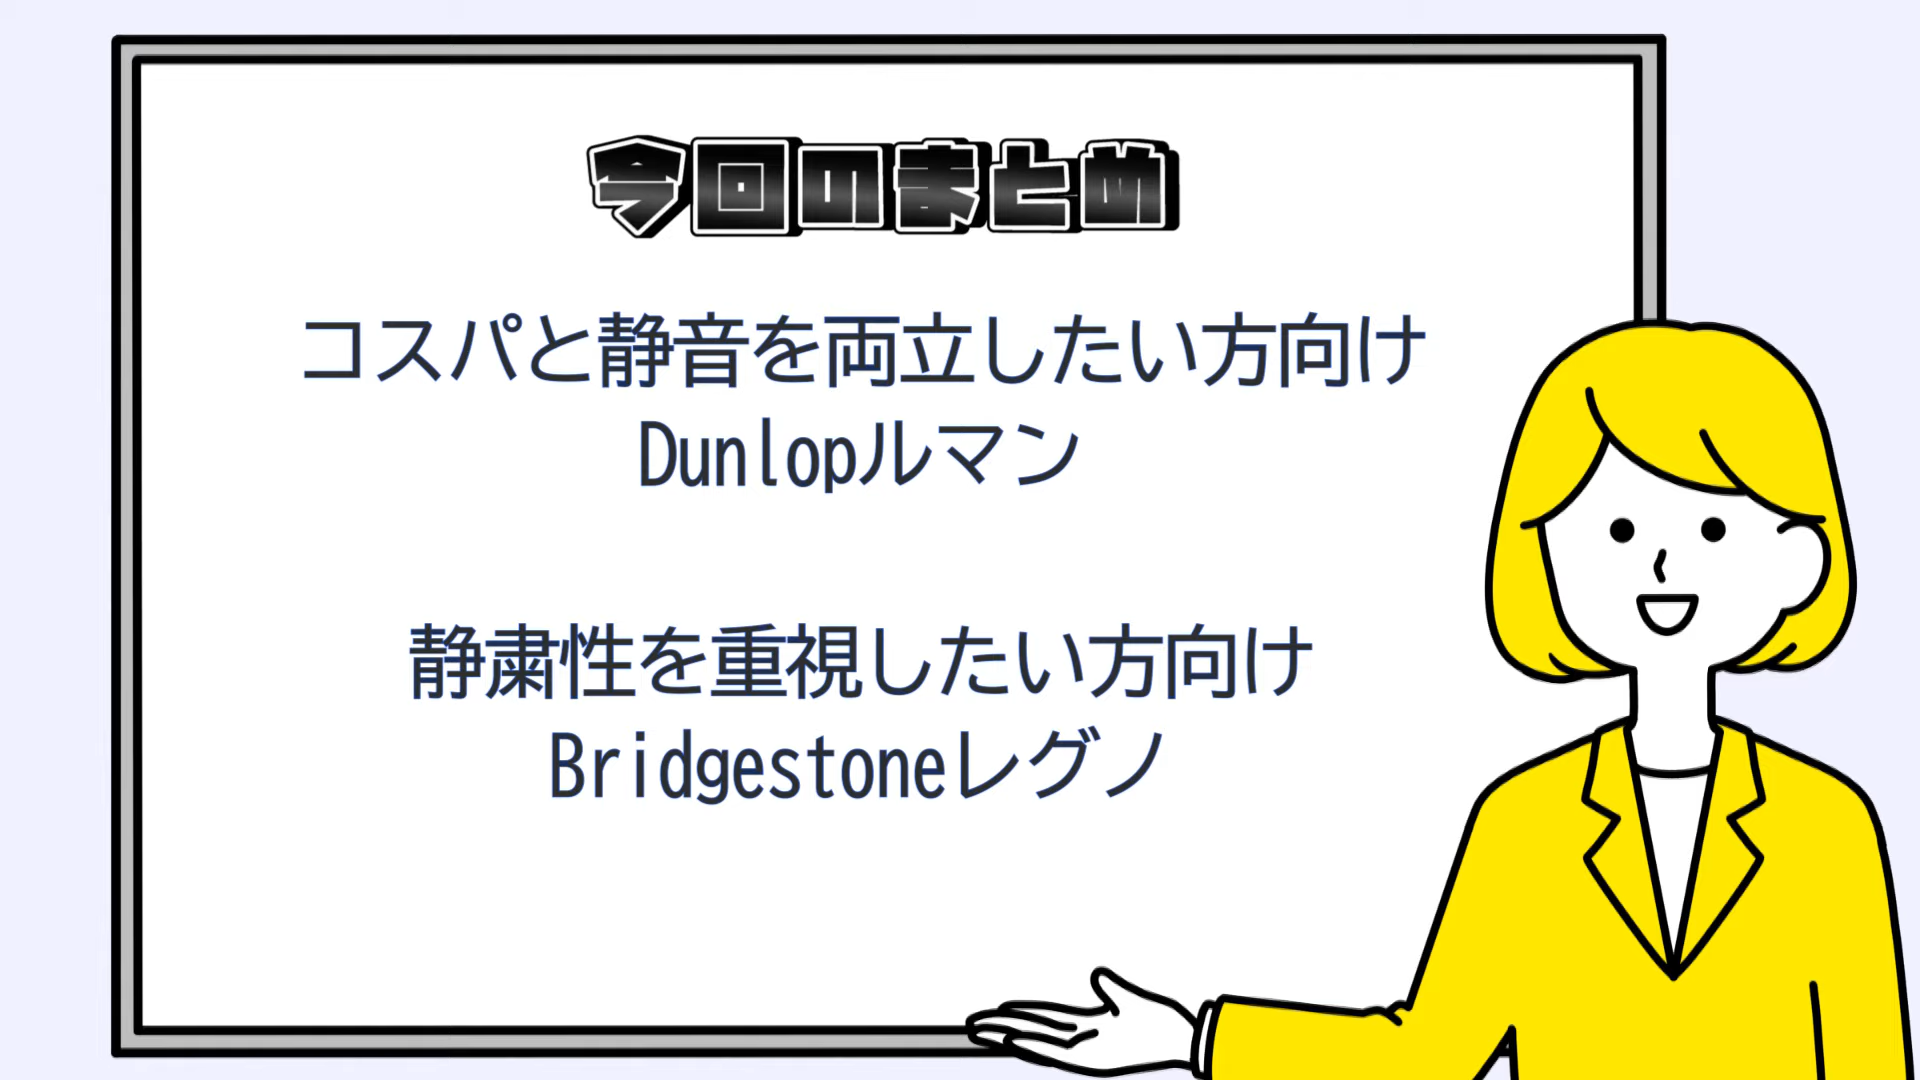 今回のまとめ
コスパと静音を両立したい方向け
Dunlopルマン
静粛性を重視したい方向け
Bridgestoneレグノ